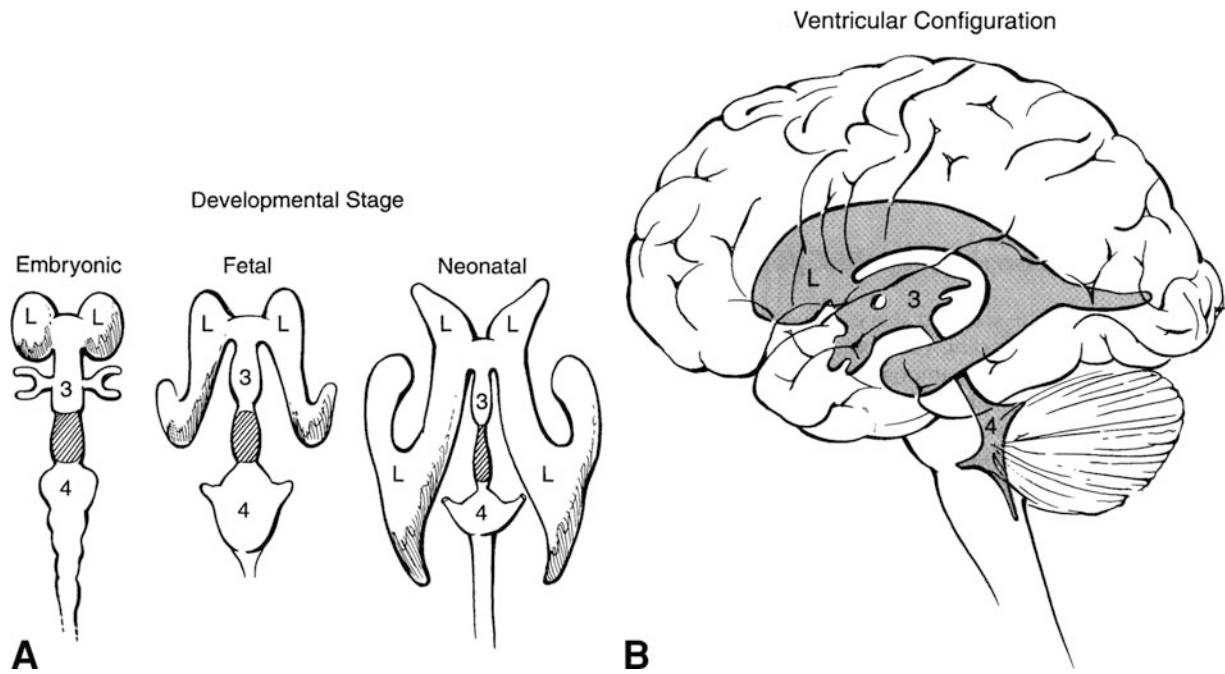 Ventricular Configuration
Developmental Stage
Embryonic
Fetal
Neonatal
L
L
3
4
L
L
3
4
L
L
3
L
L
4
L
3
4
A
B